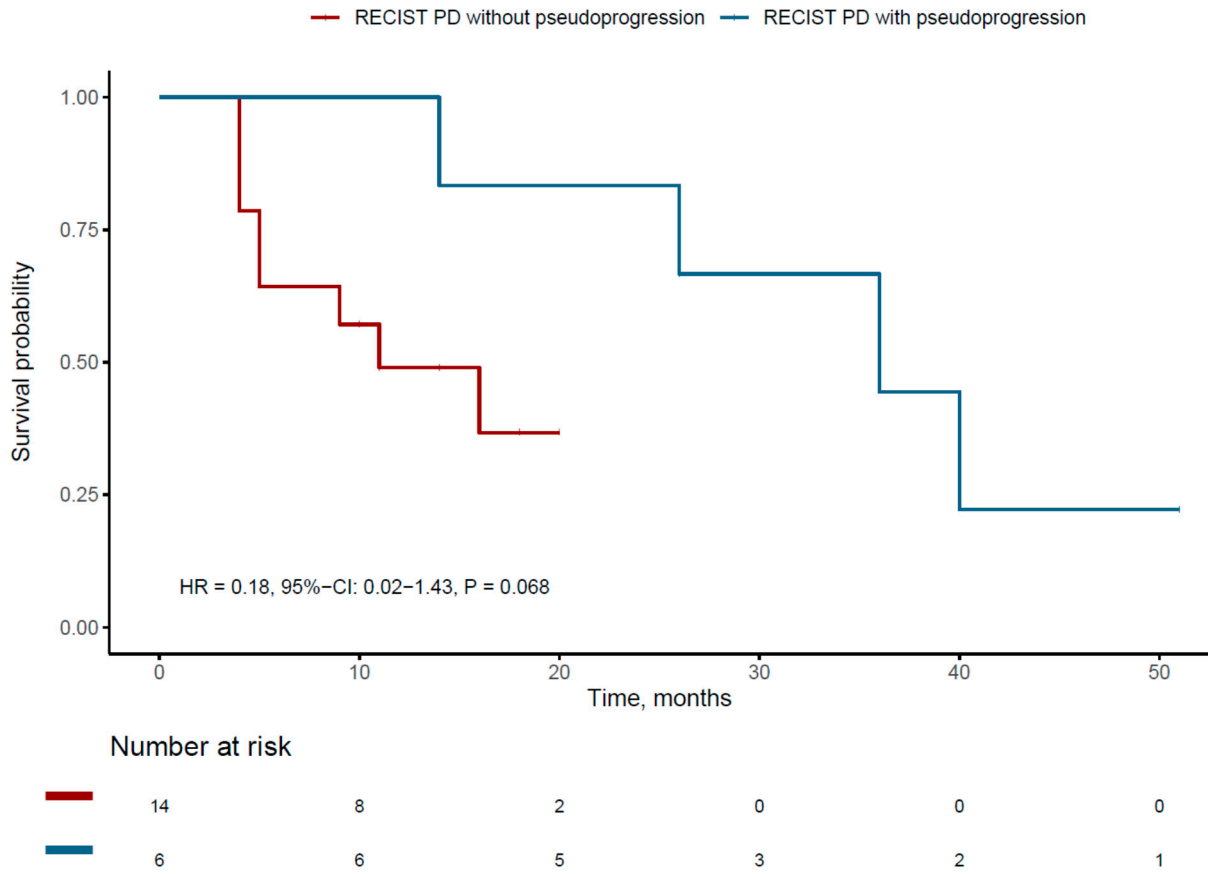 RECIST PD without pseudoprogression RECIST PD with pseudoprogression
1.00
0.75
0.50
0.25
0.00
Survival probability
HR = 0.18, 95%−CI: 0.02−1.43, P = 0.068
0 10 20 30 40 50
Time, months
Number at risk
14 8 2 0 0 0
6 6 5 3 2 1